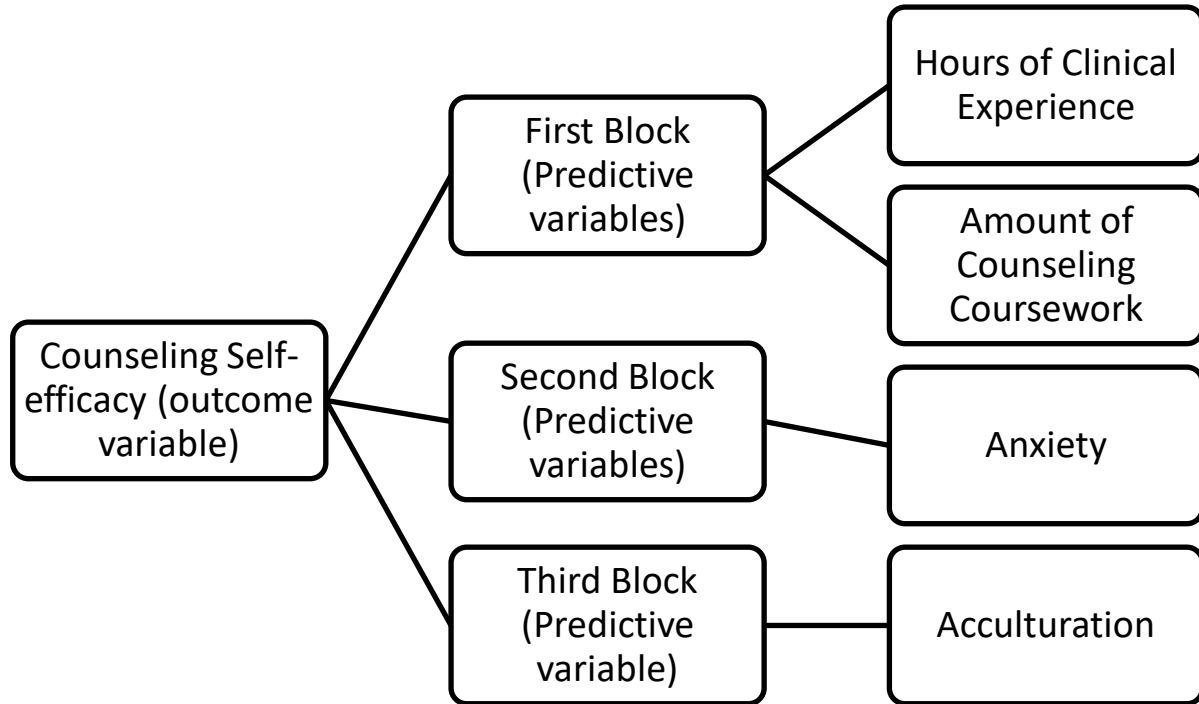 Counseling Self-
efficacy (outcome
variable)
First Block
(Predictive
variables)
Hours of Clinical
Experience
Amount of
Counseling
Coursework
Second Block
(Predictive
variables)
Anxiety
Third Block
(Predictive
variable)
Acculturation